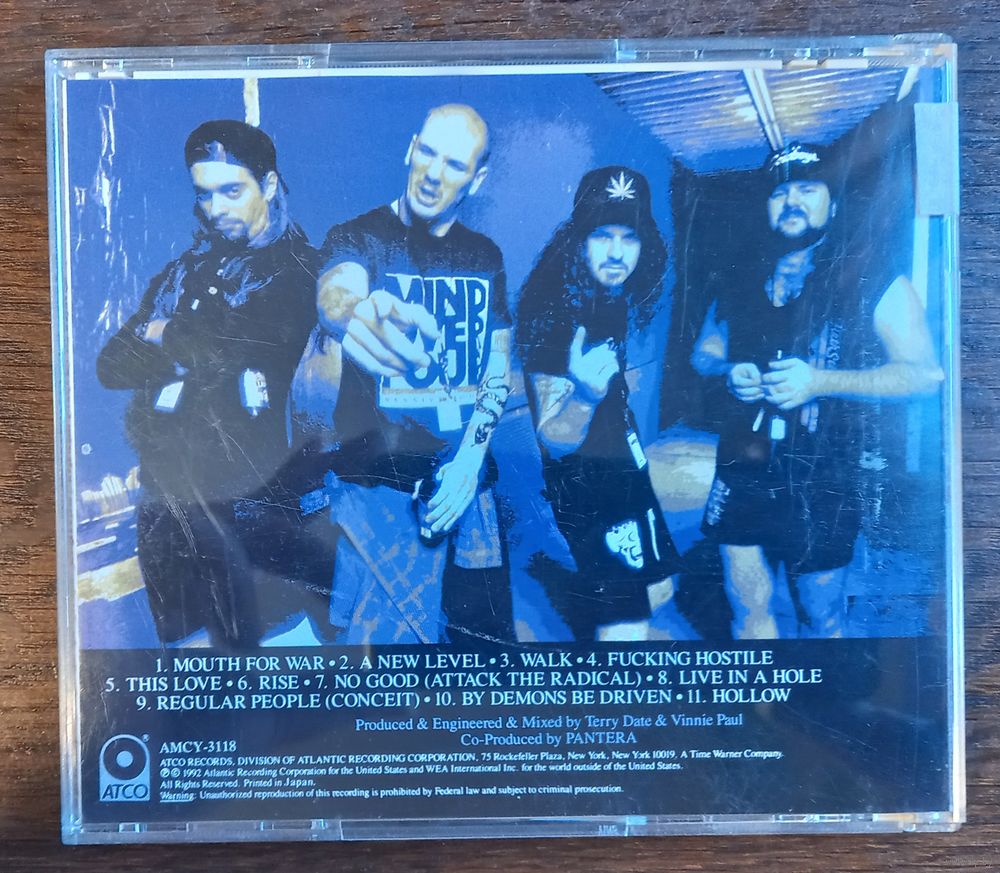 MIND
OVER
FOUR
1. MOUTH FOR WAR • 2. A NEW LEVEL • 3. WALK • 4. FUCKING HOSTILE
5. THIS LOVE • 6. RISE • 7. NO GOOD (ATTACK THE RADICAL) • 8. LIVE IN A HOLE
9. REGULAR PEOPLE (CONCEIT) • 10. BY DEMONS BE DRIVEN • 11. HOLLOW
Produced & Engineered & Mixed by Terry Date & Vinnie Paul
Co-Produced by PANTERA
ATCO®
AMCY-3118
ATCO RECORDS, DIVISION OF ATLANTIC RECORDING CORPORATION, 75 Rockefeller Plaza, New York, New York 10019. A Time Warner Company.
℗ © 1992 Atlantic Recording Corporation for the United States and WEA International Inc. for the world outside of the United States.
All Rights Reserved. Printed in Japan.
Warning: Unauthorized reproduction of this recording is prohibited by Federal law and subject to criminal prosecution.